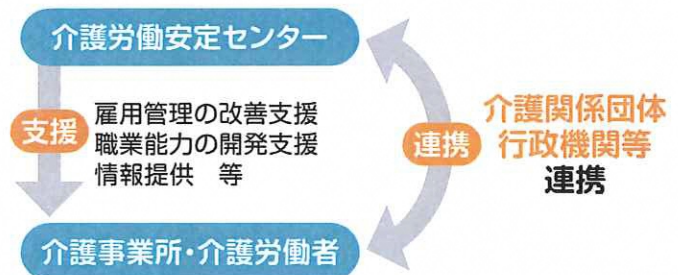 介護労働安定センター
支援
雇用管理の改善支援
職業能力の開発支援
情報提供　等
連携
介護関係団体
行政機関等
連携
介護事業所・介護労働者